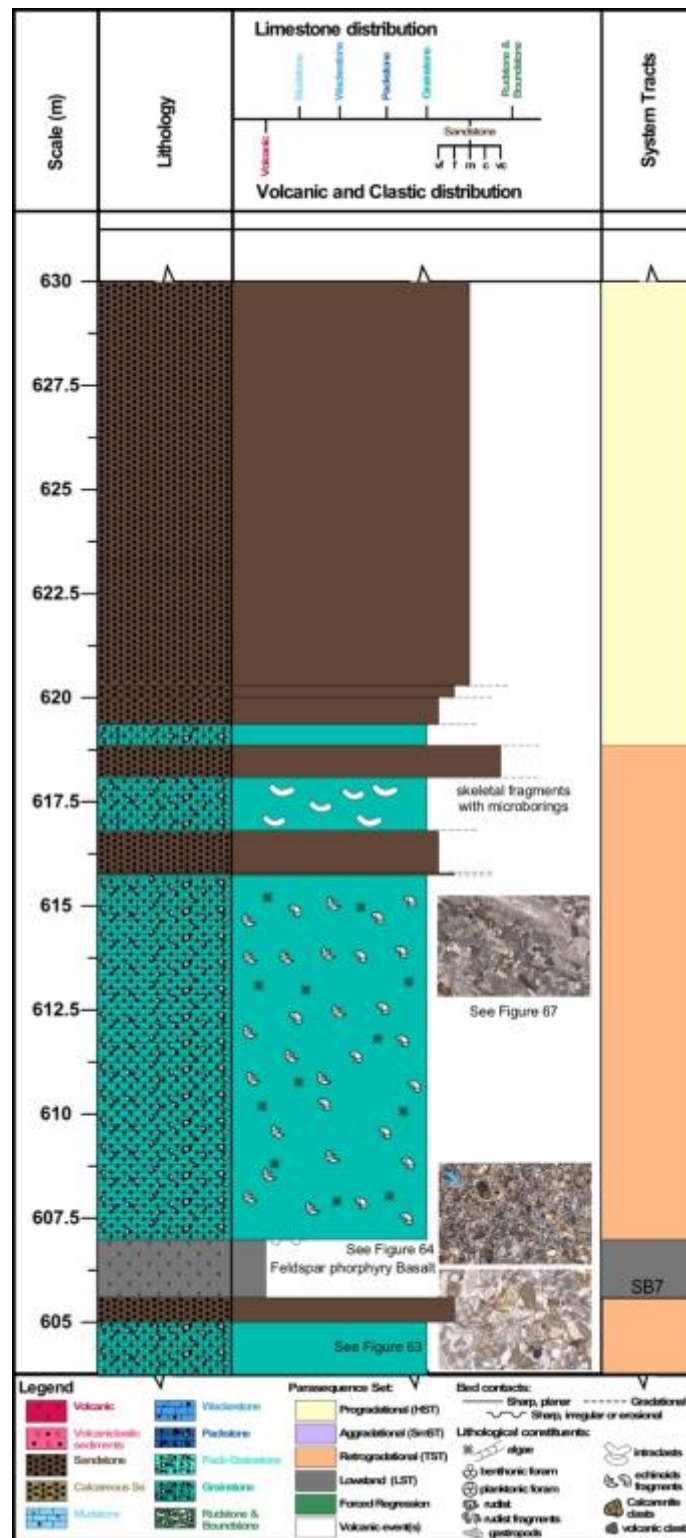 Limestone distribution
Scale (m)
Lithology
System Tracts
Mudstone
Wackestone
Packstone
Grainstone
Rudstone &
Boundstone
Volcanic
Sandstone
vf f m c vc
Volcanic and Clastic distribution
630
627.5
625
622.5
620
617.5
skeletal fragments
with microborings
615
See Figure 67
612.5
610
607.5
See Figure 64
Feldspar phorphyry Basalt
SB7
605
See Figure 63
Legend
Volcanic
Volcaniclastic
sediments
Sandstone
Calcareous Ss
Mudstone
Wackestone
Packstone
Pack-Grainstone
Grainstone
Rudstone &
Boundstone
Parasequence Set:
Progradational (HST)
Aggradational (SmST)
Retrogradational (TST)
Lowstand (LST)
Forced Regression
Volcanic event(s)
Bed contacts:
Sharp, planar
Gradational
Sharp, irregular or erosional
Lithological constituents:
algae
benthonic foram
planktonic foram
rudist
rudist fragments
gastropods
intraclasts
echinoids
fragments
Calcarenite
clasts
volcanic clast